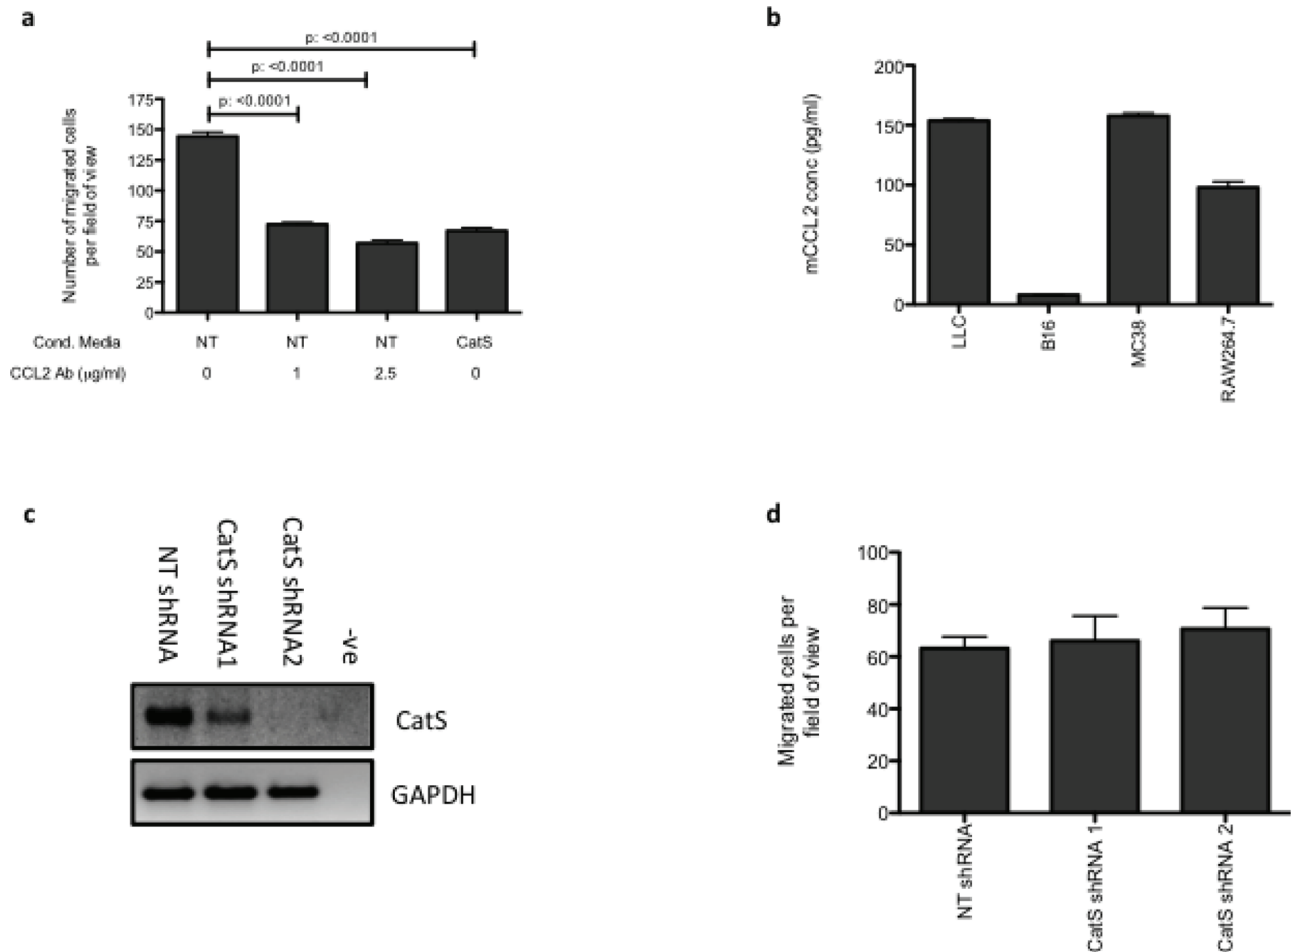 a
p: <0.0001
p: <0.0001
p: <0.0001
Number of migrated cells
per field of view
175
150
125
100
75
50
25
0
Cond. Media NT NT NT CatS
CCL2 Ab (μg/ml) 0 1 2.5 0
b
mCCL2 conc (pg/ml)
200
150
100
50
0
LLC
B16
MC38
RAW264.7
c
NT shRNA
CatS shRNA1
CatS shRNA2
-ve
CatS
GAPDH
d
Migrated cells per
field of view
100
80
60
40
20
0
NT shRNA
CatS shRNA 1
CatS shRNA 2